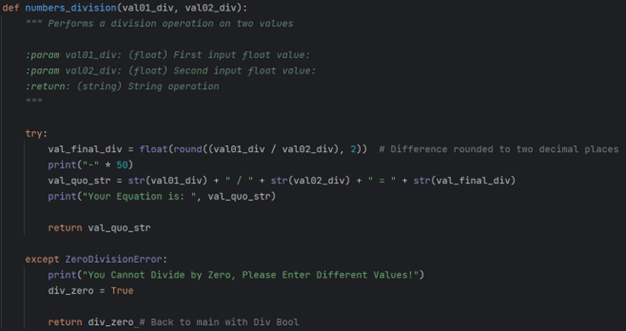 def numbers_division(val01_div, val02_div):
    """ Performs a division operation on two values

    :param val01_div: (float) First input float value:
    :param val02_div: (float) Second input float value:
    :return: (string) String operation
    """

    try:
        val_final_div = float(round((val01_div / val02_div), 2))  # Difference rounded to two decimal places
        print("-" * 50)
        val_quo_str = str(val01_div) + " / " + str(val02_div) + " = " + str(val_final_div)
        print("Your Equation is: ", val_quo_str)

        return val_quo_str

    except ZeroDivisionError:
        print("You Cannot Divide by Zero, Please Enter Different Values!")
        div_zero = True

        return div_zero # Back to main with Div Bool